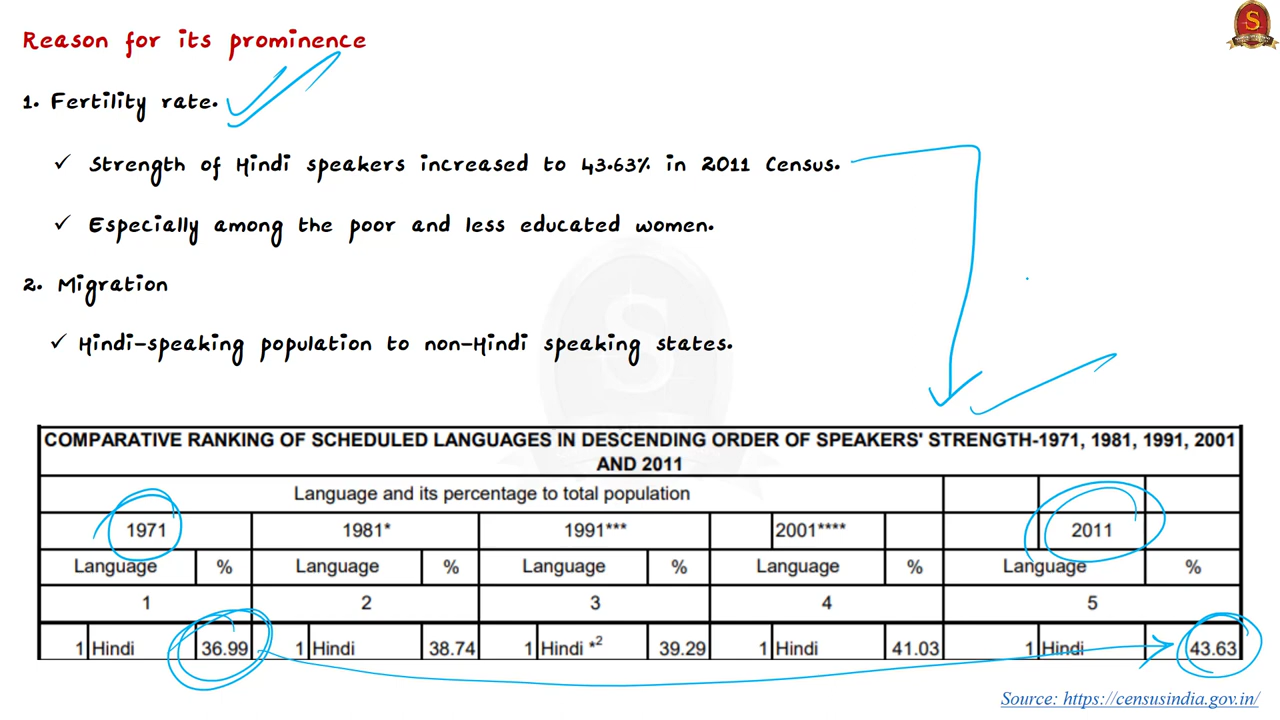 Reason for its prominence
1. Fertility rate.
✓ Strength of Hindi speakers increased to 43.63% in 2011 Census.
✓ Especially among the poor and less educated women.
2. Migration
✓ Hindi-speaking population to non-Hindi speaking states.
COMPARATIVE RANKING OF SCHEDULED LANGUAGES IN DESCENDING ORDER OF SPEAKERS' STRENGTH-1971, 1981, 1991, 2001
AND 2011
Language and its percentage to total population
1971 1981* 1991*** 2001**** 2011
Language % Language % Language % Language % Language %
1 2 3 4 5
1 Hindi 36.99 1 Hindi 38.74 1 Hindi *² 39.29 1 Hindi 41.03 1 Hindi 43.63
Source: https://censusindia.gov.in/